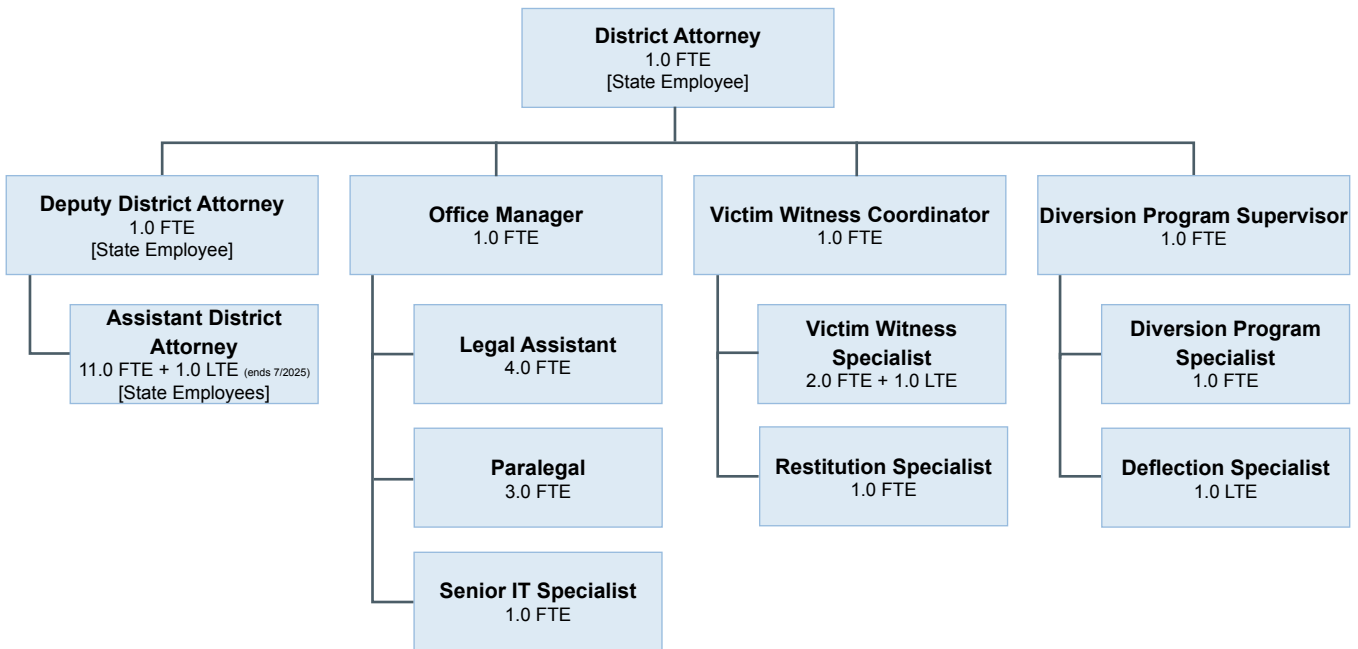 District Attorney
1.0 FTE
[State Employee]
Deputy District Attorney
1.0 FTE
[State Employee]
Office Manager
1.0 FTE
Victim Witness Coordinator
1.0 FTE
Diversion Program Supervisor
1.0 FTE
Assistant District
Attorney
11.0 FTE + 1.0 LTE (ends 7/2025)
[State Employees]
Legal Assistant
4.0 FTE
Victim Witness
Specialist
2.0 FTE + 1.0 LTE
Diversion Program
Specialist
1.0 FTE
Paralegal
3.0 FTE
Restitution Specialist
1.0 FTE
Deflection Specialist
1.0 LTE
Senior IT Specialist
1.0 FTE